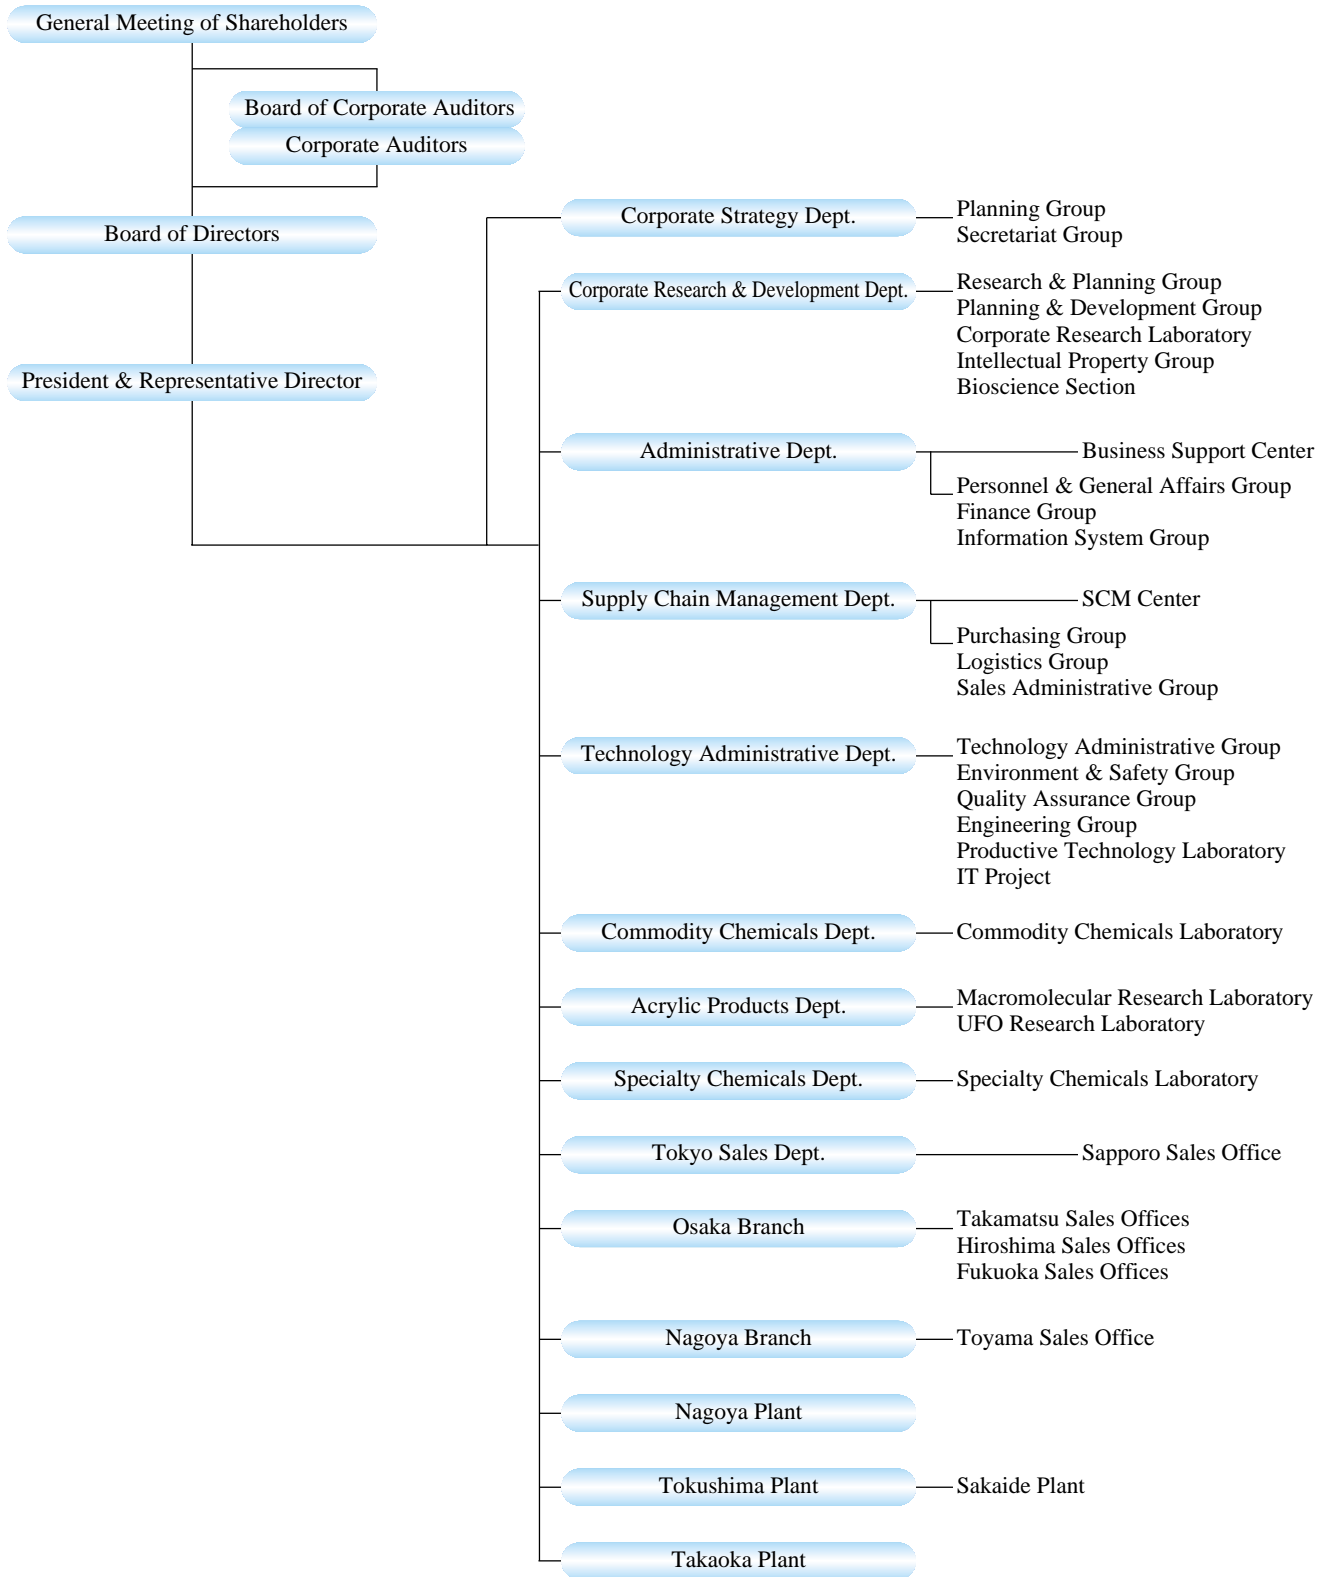 General Meeting of Shareholders
Board of Corporate Auditors
Corporate Auditors
Board of Directors
President & Representative Director
Corporate Strategy Dept.
Planning Group
Secretariat Group
Corporate Research & Development Dept.
Research & Planning Group
Planning & Development Group
Corporate Research Laboratory
Intellectual Property Group
Bioscience Section
Administrative Dept.
Business Support Center
Personnel & General Affairs Group
Finance Group
Information System Group
Supply Chain Management Dept.
SCM Center
Purchasing Group
Logistics Group
Sales Administrative Group
Technology Administrative Dept.
Technology Administrative Group
Environment & Safety Group
Quality Assurance Group
Engineering Group
Productive Technology Laboratory
IT Project
Commodity Chemicals Dept.
Commodity Chemicals Laboratory
Acrylic Products Dept.
Macromolecular Research Laboratory
UFO Research Laboratory
Specialty Chemicals Dept.
Specialty Chemicals Laboratory
Tokyo Sales Dept.
Sapporo Sales Office
Osaka Branch
Takamatsu Sales Offices
Hiroshima Sales Offices
Fukuoka Sales Offices
Nagoya Branch
Toyama Sales Office
Nagoya Plant
Tokushima Plant
Sakaide Plant
Takaoka Plant